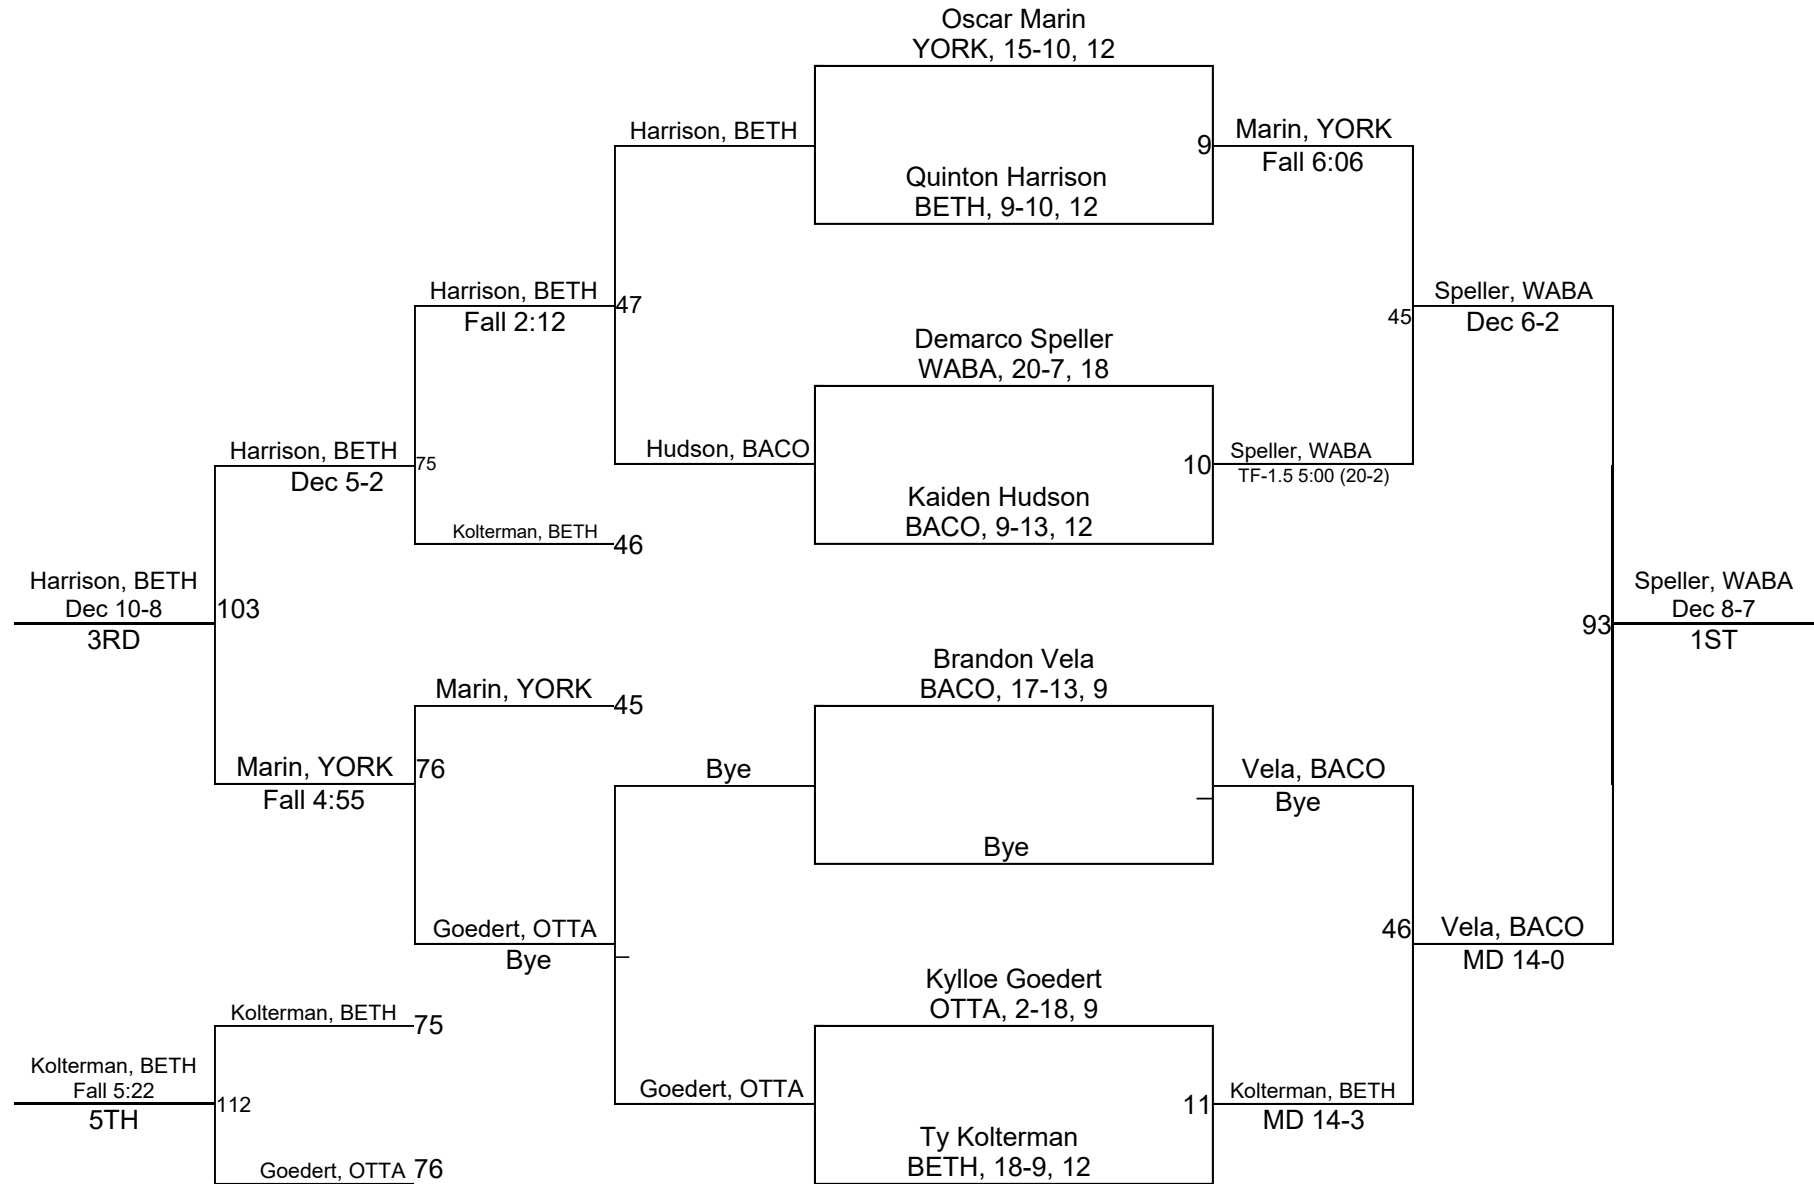 Oscar Marin
YORK, 15-10, 12
Harrison, BETH
9
Marin, YORK
Fall 6:06
Quinton Harrison
BETH, 9-10, 12
Harrison, BETH
Fall 2:12
47
Speller, WABA
Dec 6-2
45
Demarco Speller
WABA, 20-7, 18
Harrison, BETH
Dec 5-2
75
Hudson, BACO
10
Speller, WABA
TF-1.5 5:00 (20-2)
Kaiden Hudson
BACO, 9-13, 12
Kolterman, BETH
46
Harrison, BETH
Dec 10-8
3RD
103
Speller, WABA
Dec 8-7
1ST
93
Brandon Vela
BACO, 17-13, 9
Marin, YORK
45
Marin, YORK
Fall 4:55
76
Bye
Vela, BACO
Bye
Bye
Goedert, OTTA
Bye
46
Vela, BACO
MD 14-0
Kylloe Goedert
OTTA, 2-18, 9
Kolterman, BETH
75
Kolterman, BETH
Fall 5:22
5TH
112
Goedert, OTTA
11
Kolterman, BETH
MD 14-3
Ty Kolterman
BETH, 18-9, 12
Goedert, OTTA
76